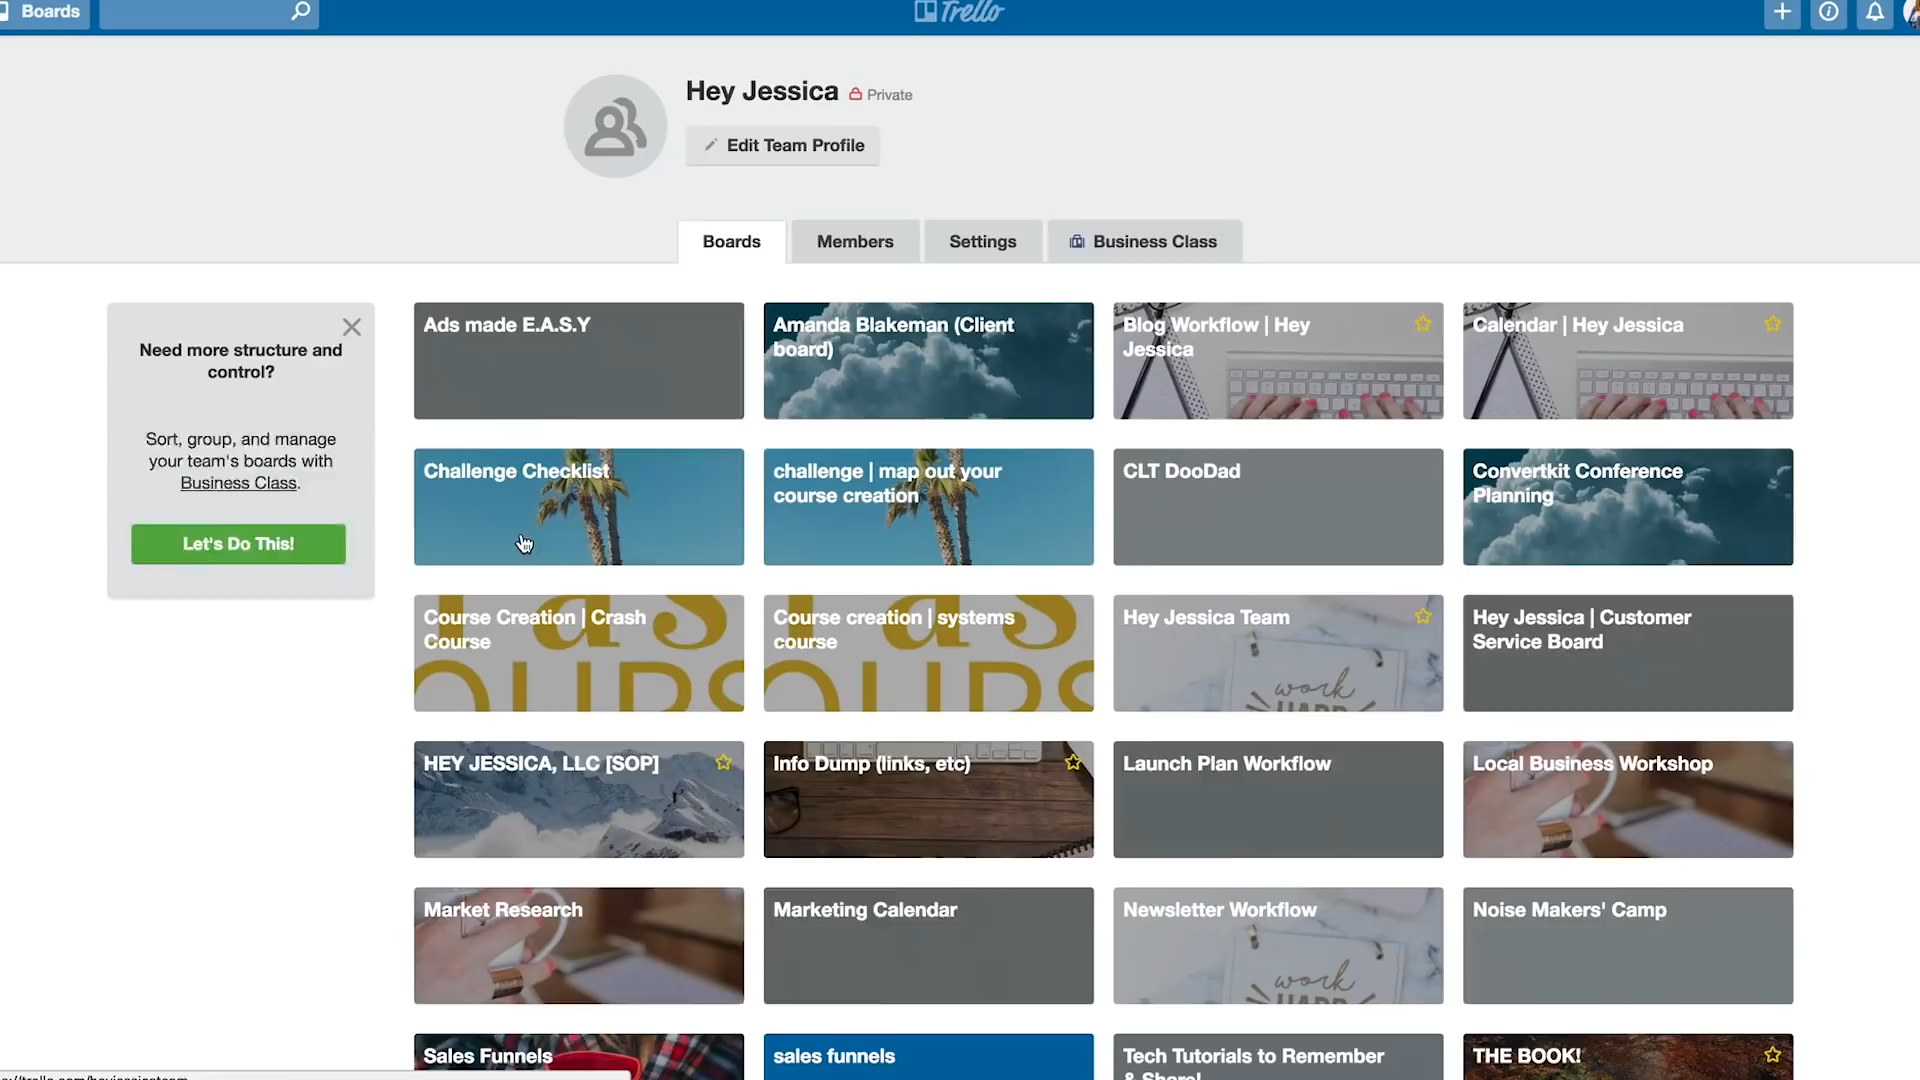 Boards
Trello
Hey Jessica
Private
Edit Team Profile
Boards
Members
Settings
Business Class
Need more structure and
control?
Sort, group, and manage
your team's boards with
Business Class.
Let's Do This!
Ads made E.A.S.Y
Amanda Blakeman (Client
board)
Blog Workflow | Hey
Jessica
Calendar | Hey Jessica
Challenge Checklist
challenge | map out your
course creation
CLT DooDad
Convertkit Conference
Planning
Course Creation | Crash
Course
Course creation | systems
course
Hey Jessica Team
work
HARD
Hey Jessica | Customer
Service Board
HEY JESSICA, LLC [SOP]
Info Dump (links, etc)
Launch Plan Workflow
Local Business Workshop
Market Research
Marketing Calendar
Newsletter Workflow
work
HARD
Noise Makers' Camp
Sales Funnels
sales funnels
Tech Tutorials to Remember
& Share!
THE BOOK!